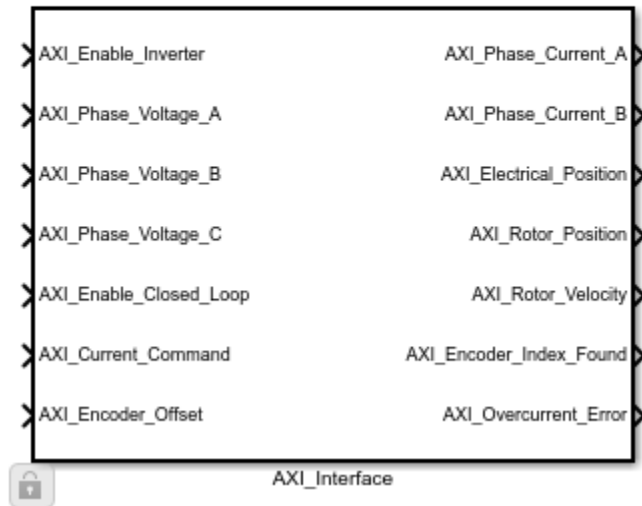 AXI_Enable_Inverter
AXI_Phase_Voltage_A
AXI_Phase_Voltage_B
AXI_Phase_Voltage_C
AXI_Enable_Closed_Loop
AXI_Current_Command
AXI_Encoder_Offset
AXI_Phase_Current_A
AXI_Phase_Current_B
AXI_Electrical_Position
AXI_Rotor_Position
AXI_Rotor_Velocity
AXI_Encoder_Index_Found
AXI_Overcurrent_Error
AXI_Interface